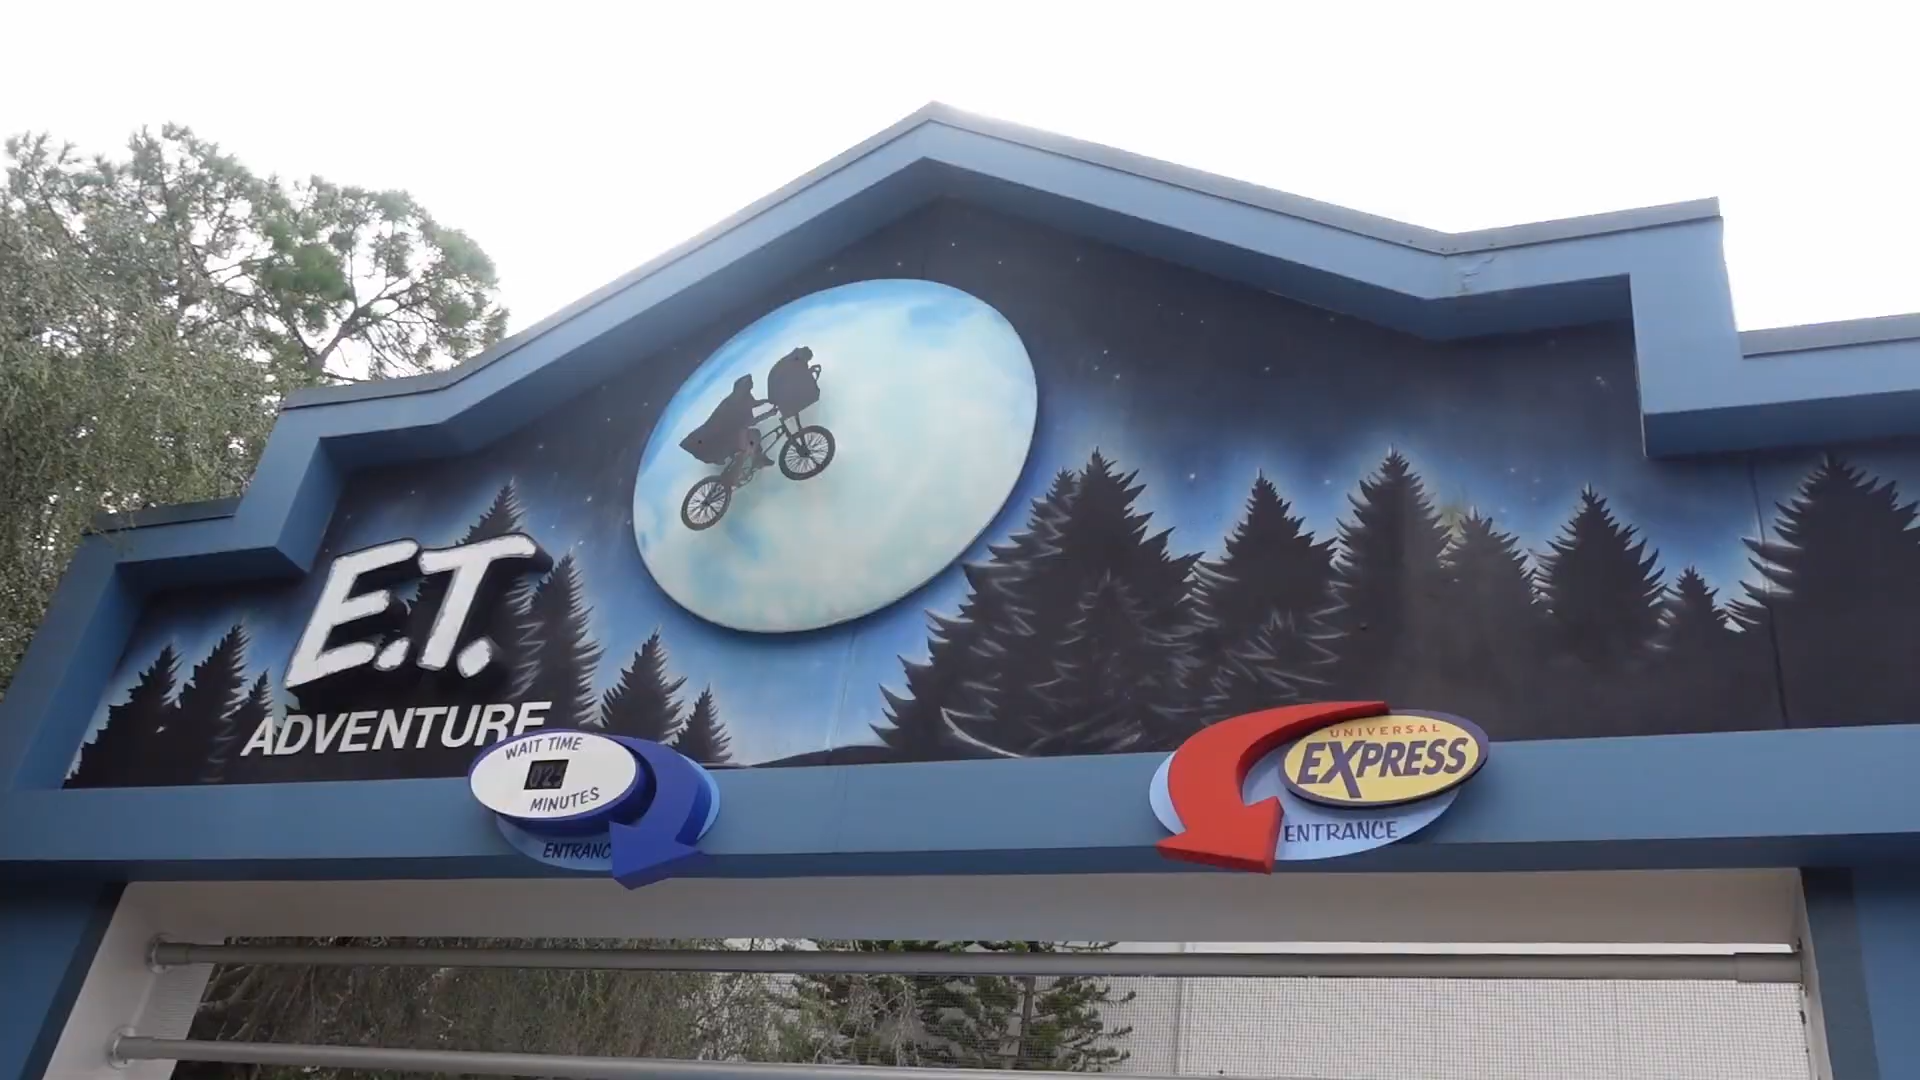 E.T.
ADVENTURE
WAIT TIME
MINUTES
ENTRANC
UNIVERSAL
EXPRESS
ENTRANCE